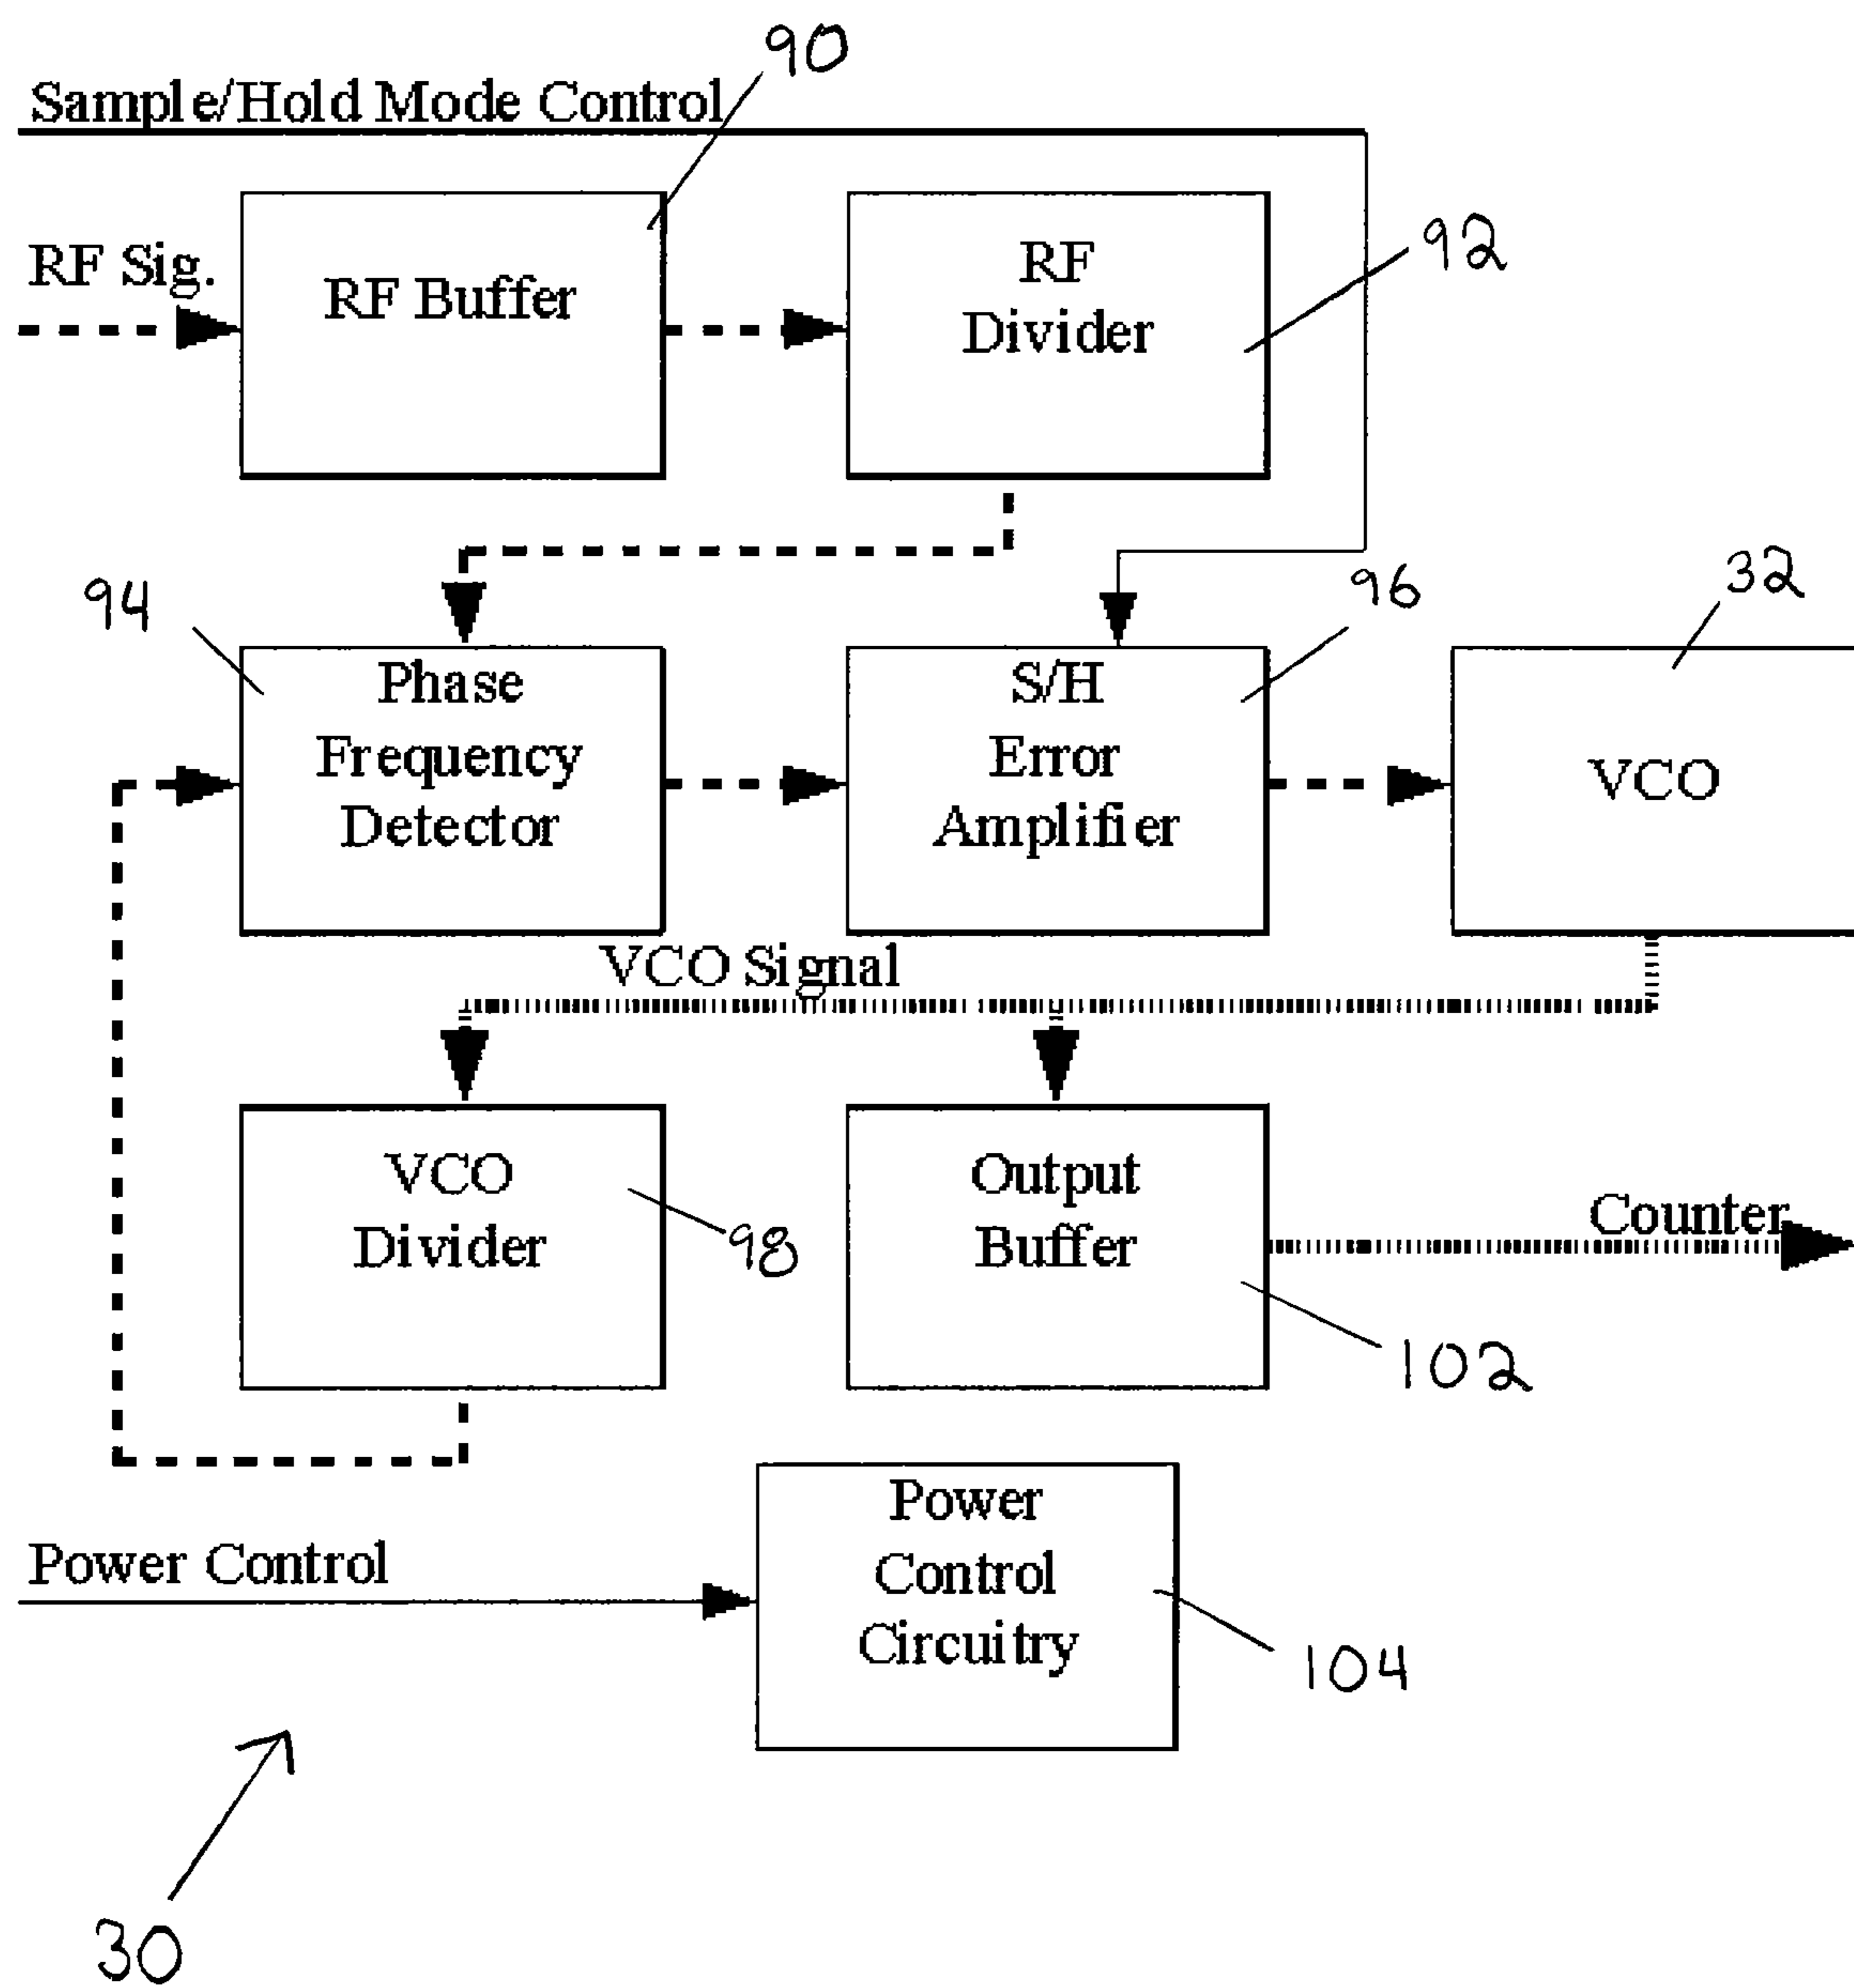 90
Sample/Hold Mode Control
RF Sig.
RF Buffer
RF
Divider
92
94
96
32
Phase
Frequency
Detector
S/H
Error
Amplifier
VCO
VCO Signal
VCO
Divider
98
Output
Buffer
Counter
102
Power Control
Power
Control
Circuitry
104
30